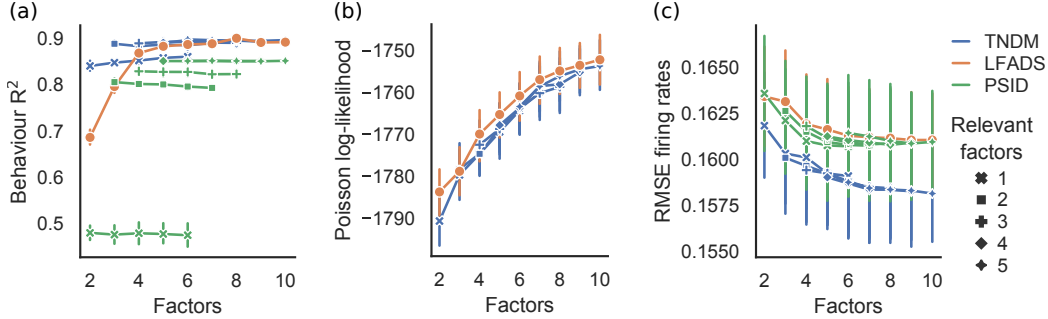 (a)
Behaviour R²
0.9
0.8
0.7
0.6
0.5
2 4 6 8 10
Factors
(b)
Poisson log-likelihood
−1750
−1760
−1770
−1780
−1790
2 4 6 8 10
Factors
(c)
RMSE firing rates
0.1650
0.1625
0.1600
0.1575
0.1550
2 4 6 8 10
Factors
TNDM
LFADS
PSID
Relevant
factors
1
2
3
4
5